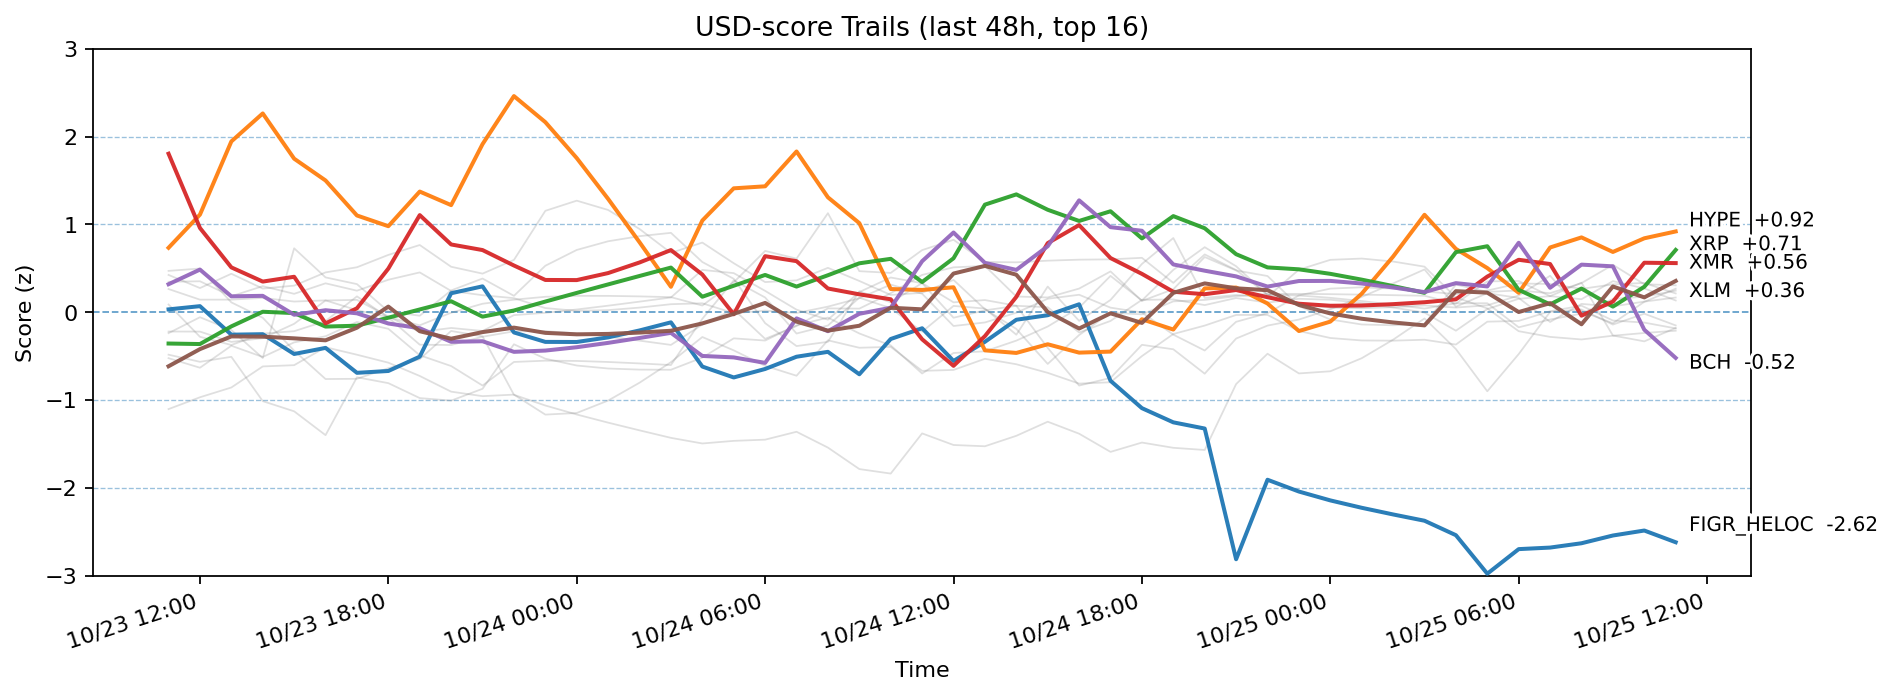 USD-score Trails (last 48h, top 16)
Score (z)
3
2
1
0
−1
−2
−3
HYPE +0.92
XRP +0.71
XMR +0.56
XLM +0.36
BCH -0.52
FIGR_HELOC -2.62
10/23 12:00
10/23 18:00
10/24 00:00
10/24 06:00
10/24 12:00
10/24 18:00
10/25 00:00
10/25 06:00
10/25 12:00
Time